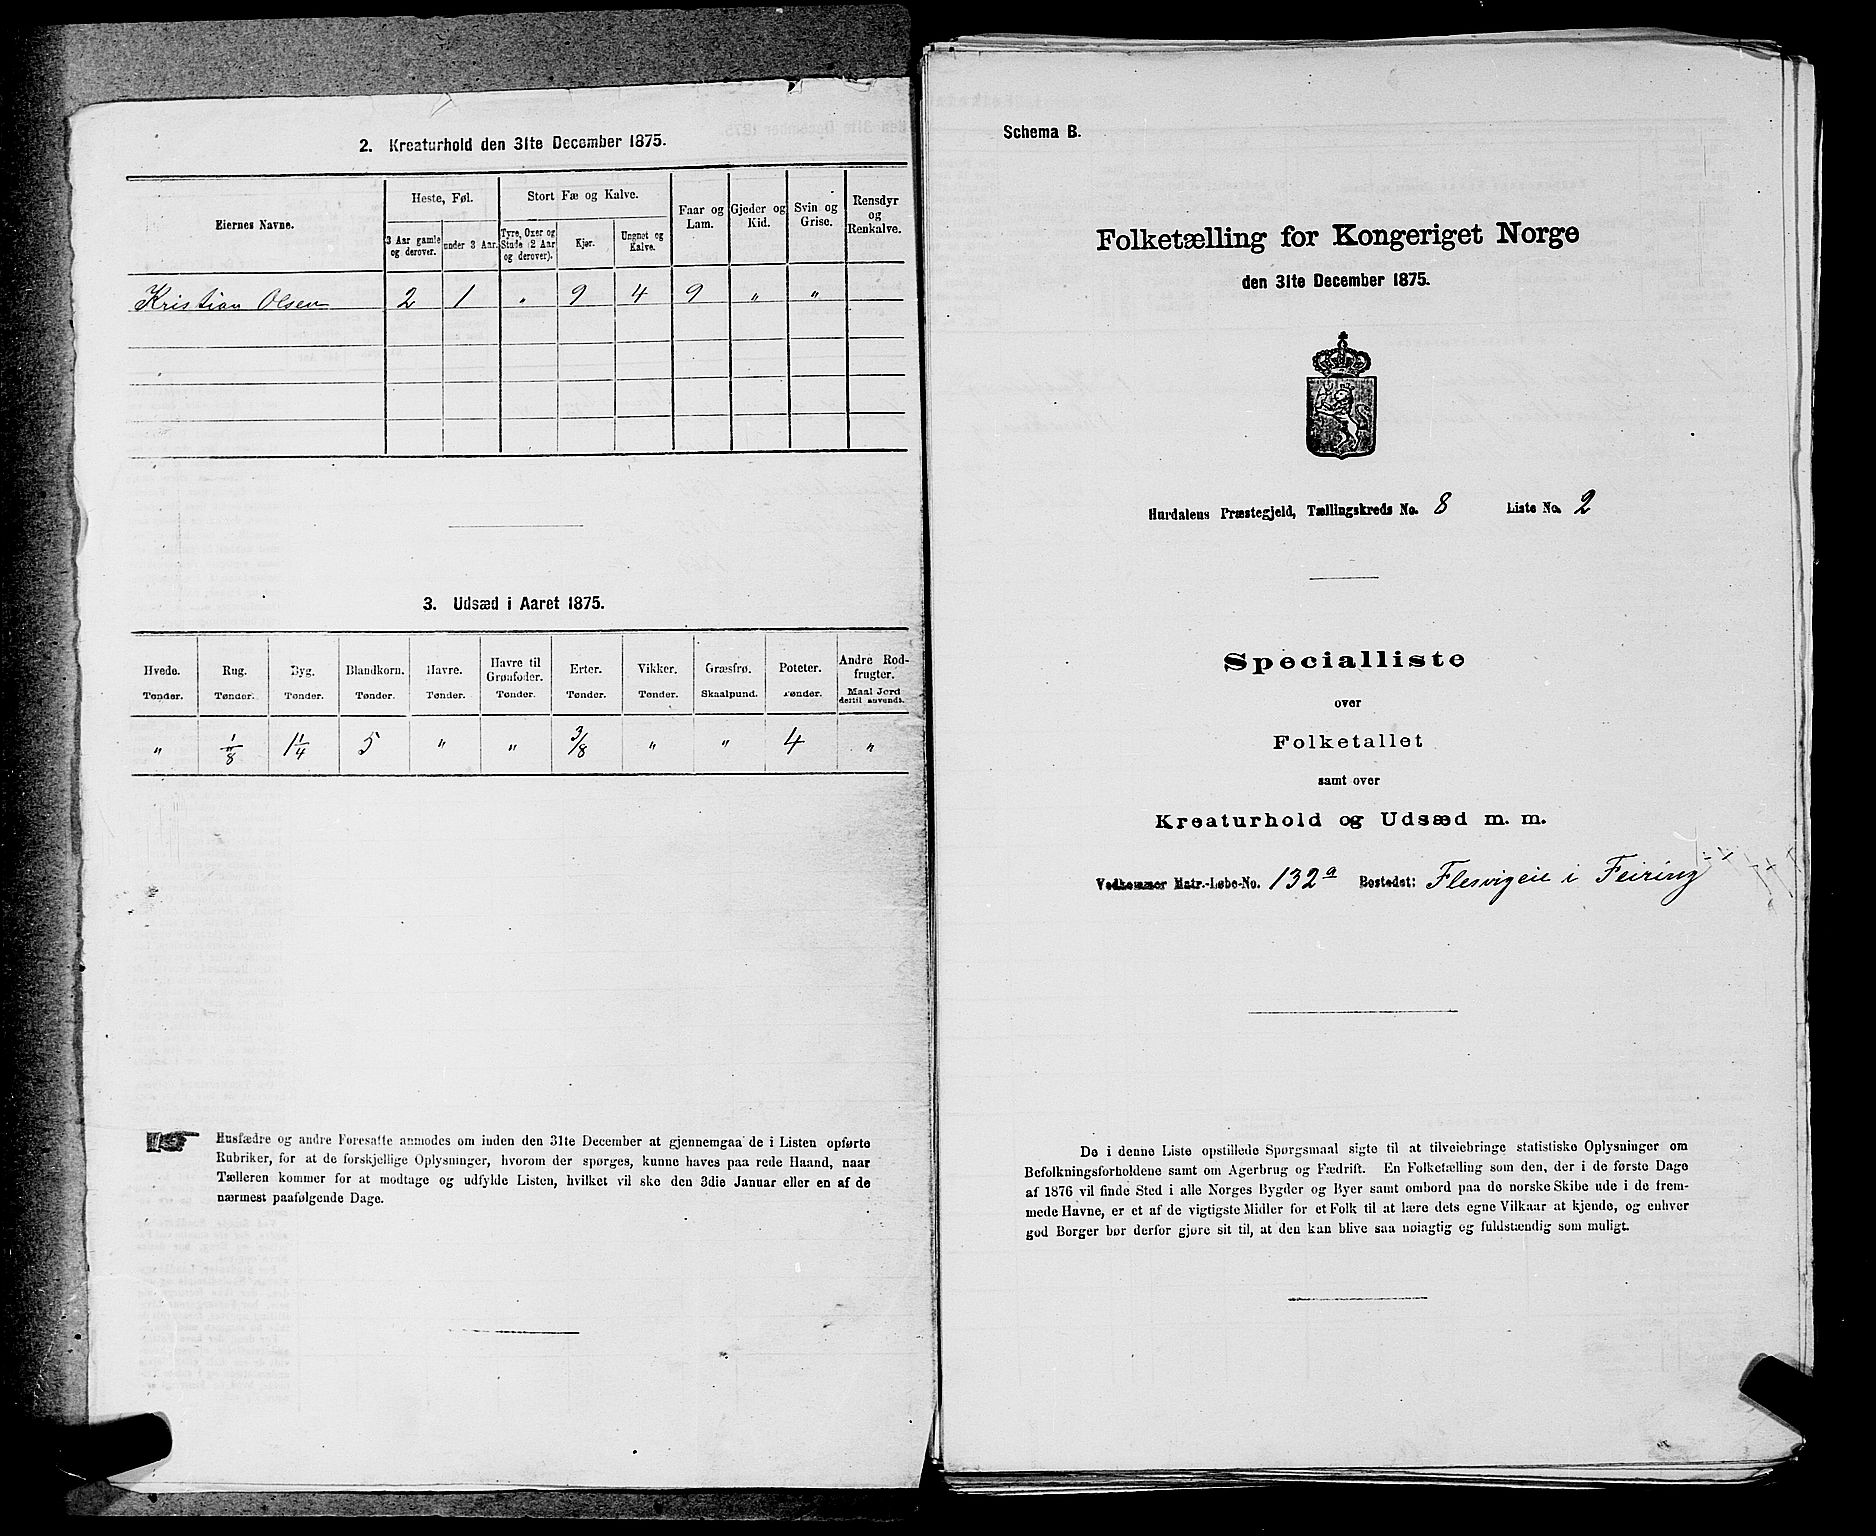 2. Kreaturhold den 31te December 1875.
Eiernes Navne.
Heste, Føl.
Stort Fæ og Kalve.
Faar og Lam.
Gjeder og Kid.
Svin og Grise.
Rensdyr og Renkalve.
3 Aar gamle og derover.
under 3 Aar.
Tyre, Oxer og Stude (2 Aar og derover).
Kjør.
Ungnøt og Kalve.
Kristian Olsen 2 1 " 9 4 9 " "
3. Udsæd i Aaret 1875.
Hvede. Rug. Byg. Blandkorn. Havre. Havre til Grønfoder. Erter. Vikker. Græsfrø. Poteter. Andre Rodfrugter.
Tønder. Tønder. Tønder. Tønder. Tønder. Tønder. Tønder. Tønder. Skaalpund. Tønder. Maal Jord dertil anvendt.
" 1/8 1 1/4 5 " " 3/8 " " 4 "
Husfædre og andre Foresatte anmodes om inden den 31te December at gjennemgaa de i Listen opførte
Rubriker, for at de forskjellige Oplysninger, hvorom der spørges, kunne haves paa rede Haand, naar
Tælleren kommer for at modtage og udfylde Listen, hvilket vil ske den 3die Januar eller en af de
nærmest paafølgende Dage.
Schema B.
Folketælling for Kongeriget Norge
den 31te December 1875.
Hurdalens Præstegjeld, Tællingskreds No. 8 Liste No. 2
Specialliste
over
Folketallet
samt over
Kreaturhold og Udsæd m. m.
Vedkommer Matr.-Løbe-No. 132a Bostedet: Flesvigeie i Feiring
De i denne Liste opstillede Spørgsmaal sigte til at tilveiebringe statistiske Oplysninger om
Befolkningsforholdene samt om Agerbrug og Fædrift. En Folketælling som den, der i de første Dage
af 1876 vil finde Sted i alle Norges Bygder og Byer samt ombord paa de norske Skibe ude i de frem-
mede Havne, er et af de vigtigste Midler for et Folk til at lære dets egne Vilkaar at kjende, og enhver
god Borger bør derfor gjøre sit til, at den kan blive saa nøiagtig og fuldstændig som muligt.